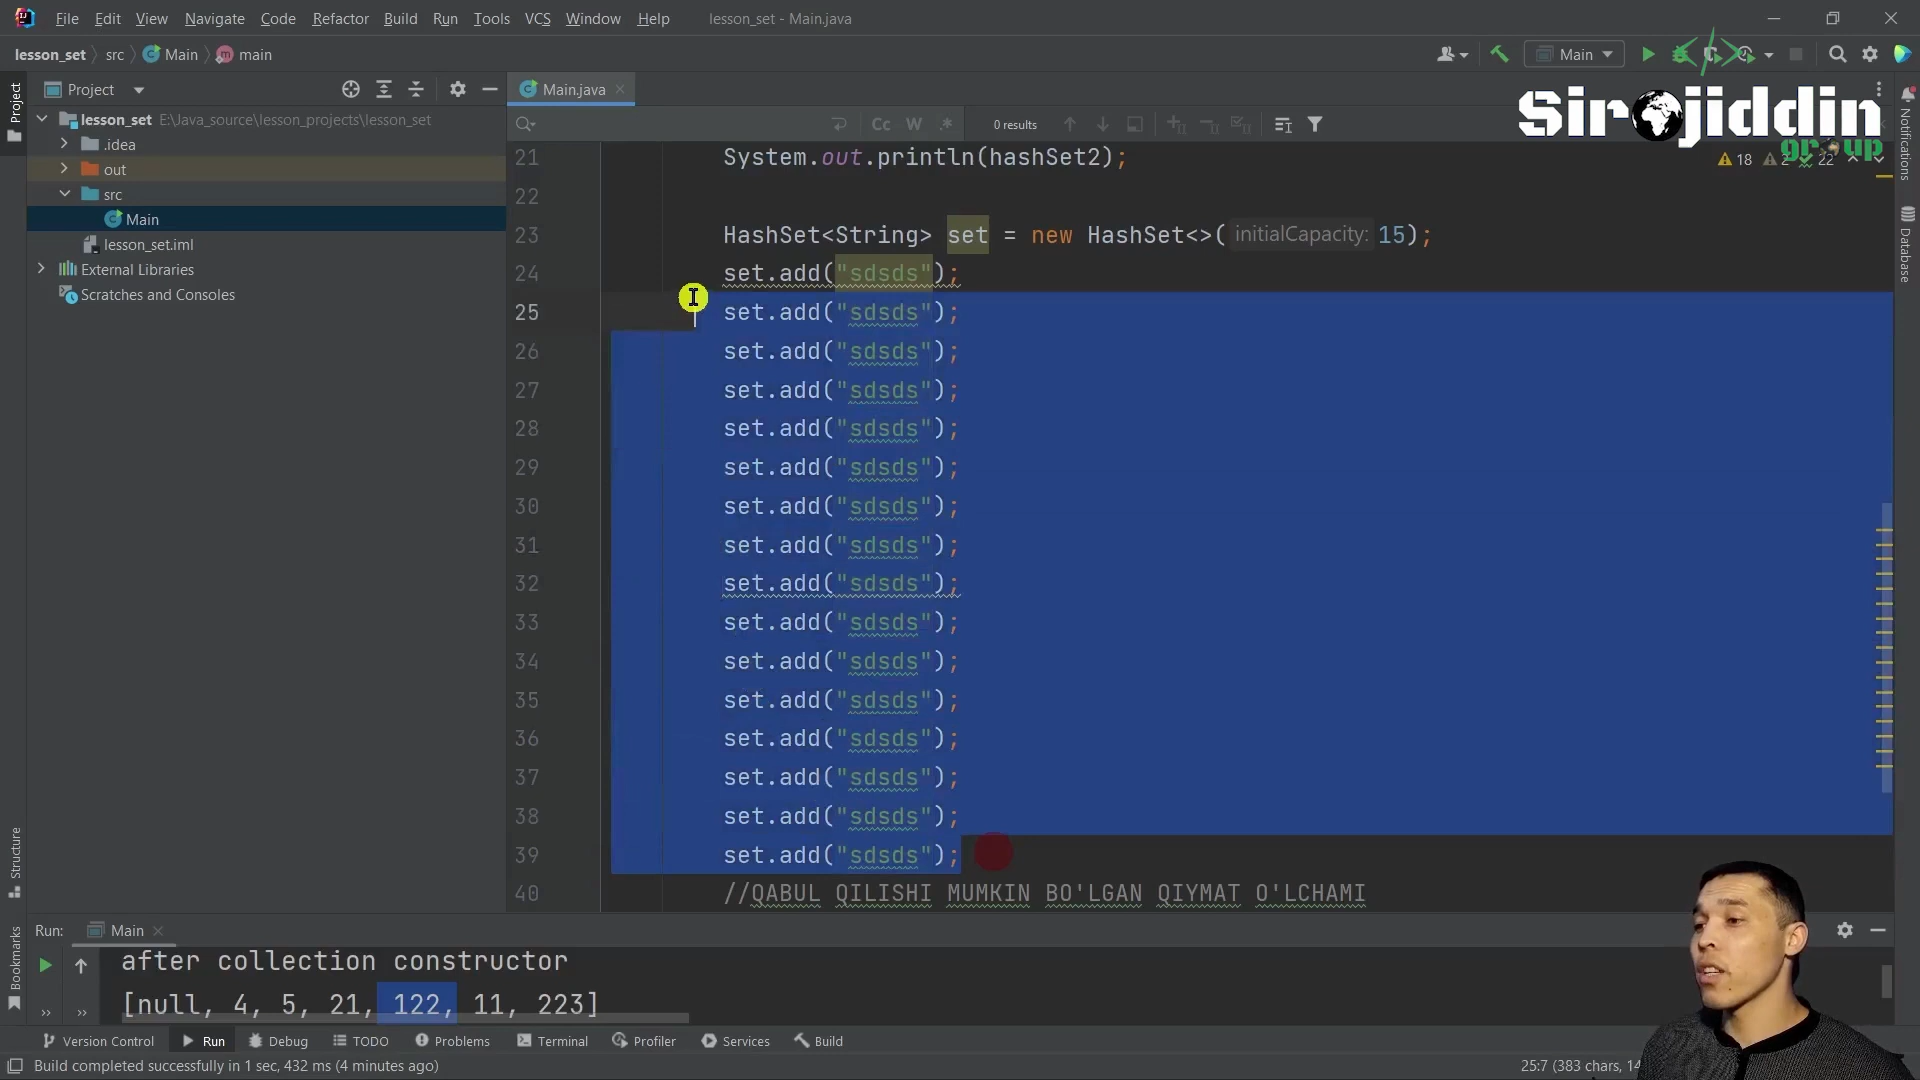 File Edit View Navigate Code Refactor Build Run Tools VCS Window Help lesson_set - Main.java
lesson_set src Main main Main
Project Main.java
Sirojiddin
group
lesson_set E:\Java_source\lesson_projects\lesson_set
.idea
out
src
Main
lesson_set.iml
External Libraries
Scratches and Consoles
Cc W .* 0 results
18 2 22
21 System.out.println(hashSet2);
22
23 HashSet<String> set = new HashSet<>( initialCapacity: 15);
24 set.add("sdsds");
25 set.add("sdsds");
26 set.add("sdsds");
27 set.add("sdsds");
28 set.add("sdsds");
29 set.add("sdsds");
30 set.add("sdsds");
31 set.add("sdsds");
32 set.add("sdsds");
33 set.add("sdsds");
34 set.add("sdsds");
35 set.add("sdsds");
36 set.add("sdsds");
37 set.add("sdsds");
38 set.add("sdsds");
39 set.add("sdsds");
40 //QABUL QILISHI MUMKIN BO'LGAN QIYMAT O'LCHAMI
Project
Structure
Bookmarks
Notifications
Database
Run: Main
after collection constructor
[null, 4, 5, 21, 122, 11, 223]
Version Control Run Debug TODO Problems Terminal Profiler Services Build
Build completed successfully in 1 sec, 432 ms (4 minutes ago) 25:7 (383 chars, 14